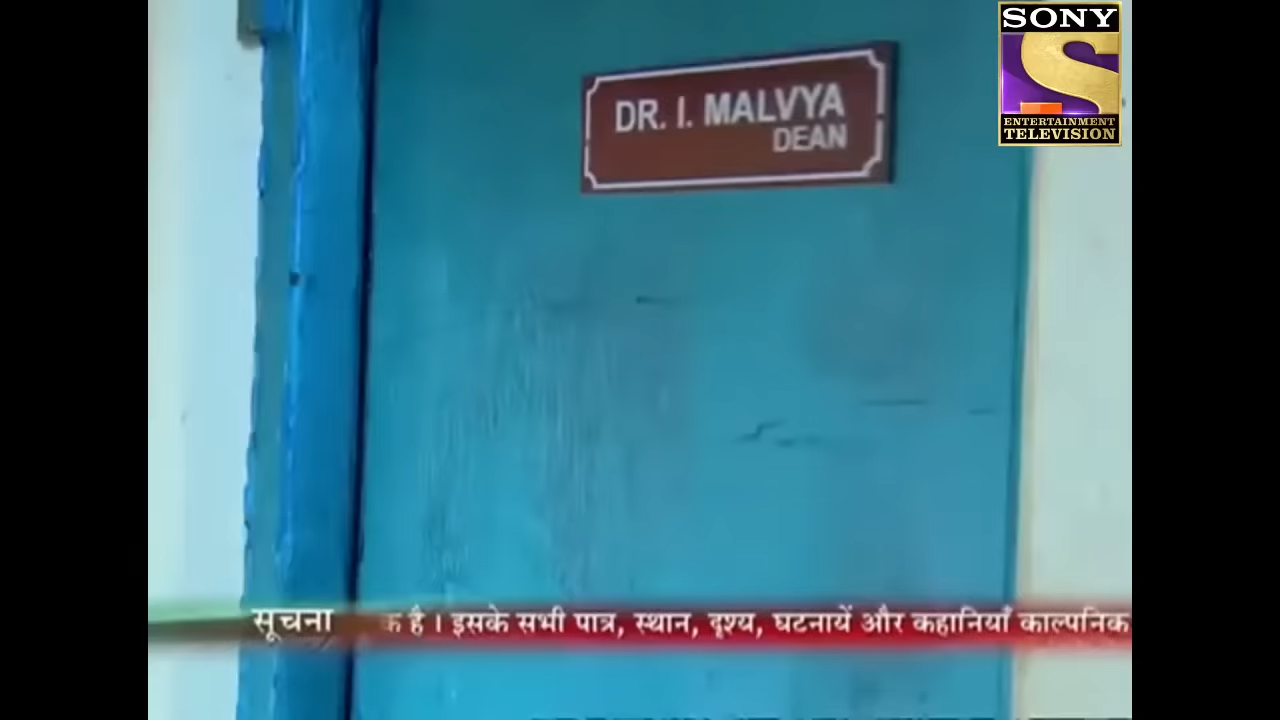 SONY
ENTERTAINMENT
TELEVISION
DR. I. MALVYA
DEAN
सूचना
क है । इसके सभी पात्र, स्थान, दृश्य, घटनायें और कहानियाँ काल्पनिक